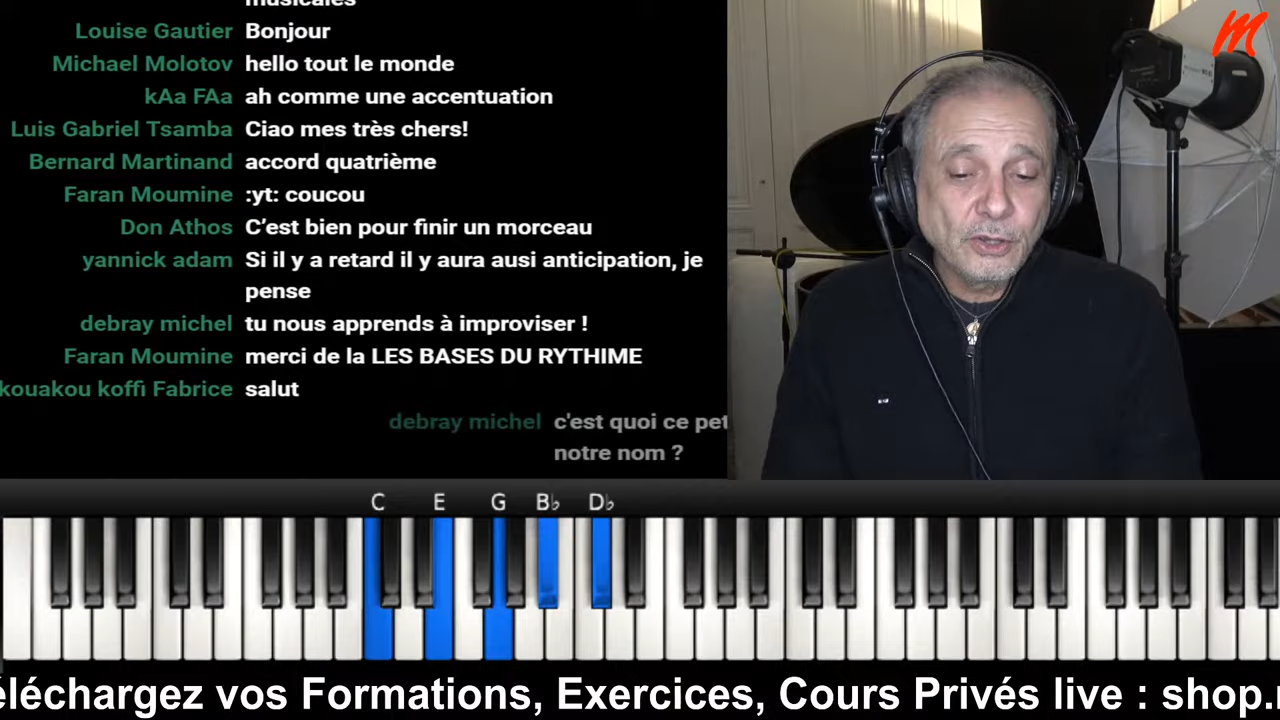 musicales
Louise Gautier Bonjour
Michael Molotov hello tout le monde
kAa FAa ah comme une accentuation
Luis Gabriel Tsamba Ciao mes très chers!
Bernard Martinand accord quatrième
Faran Moumine :yt: coucou
Don Athos C'est bien pour finir un morceau
yannick adam Si il y a retard il y aura ausi anticipation, je
pense
debray michel tu nous apprends à improviser !
Faran Moumine merci de la LES BASES DU RYTHIME
kouakou koffi Fabrice salut
debray michel c'est quoi ce pet
notre nom ?
M
C E G B♭ D♭
éléchargez vos Formations, Exercices, Cours Privés live : shop.